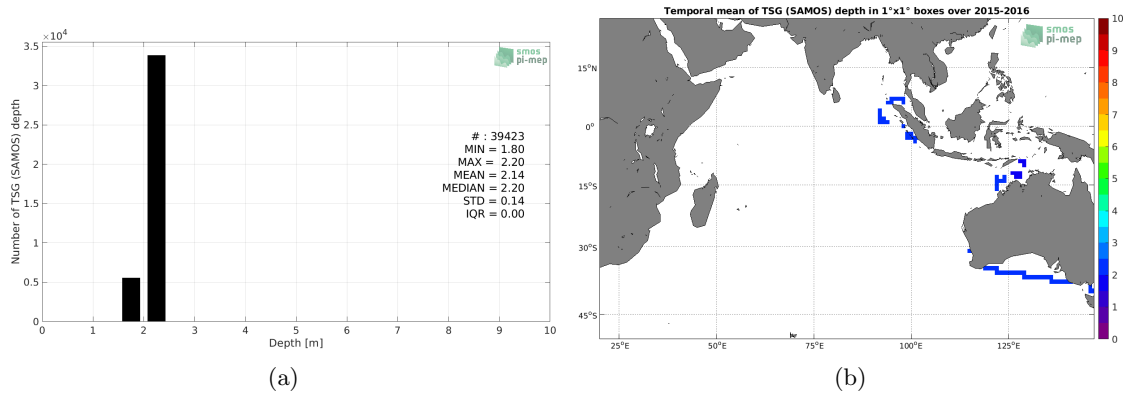 ×10⁴
3.5
3
2.5
2
1.5
1
0.5
0
Number of TSG (SAMOS) depth
smos
pi-mep
# : 39423
MIN = 1.80
MAX = 2.20
MEAN = 2.14
MEDIAN = 2.20
STD = 0.14
IQR = 0.00
0 1 2 3 4 5 6 7 8 9 10
Depth [m]
(a)
Temporal mean of TSG (SAMOS) depth in 1°x1° boxes over 2015-2016
smos
pi-mep
15°N
0°
15°S
30°S
45°S
25°E 50°E 75°E 100°E 125°E
10
9
8
7
6
5
4
3
2
1
0
(b)